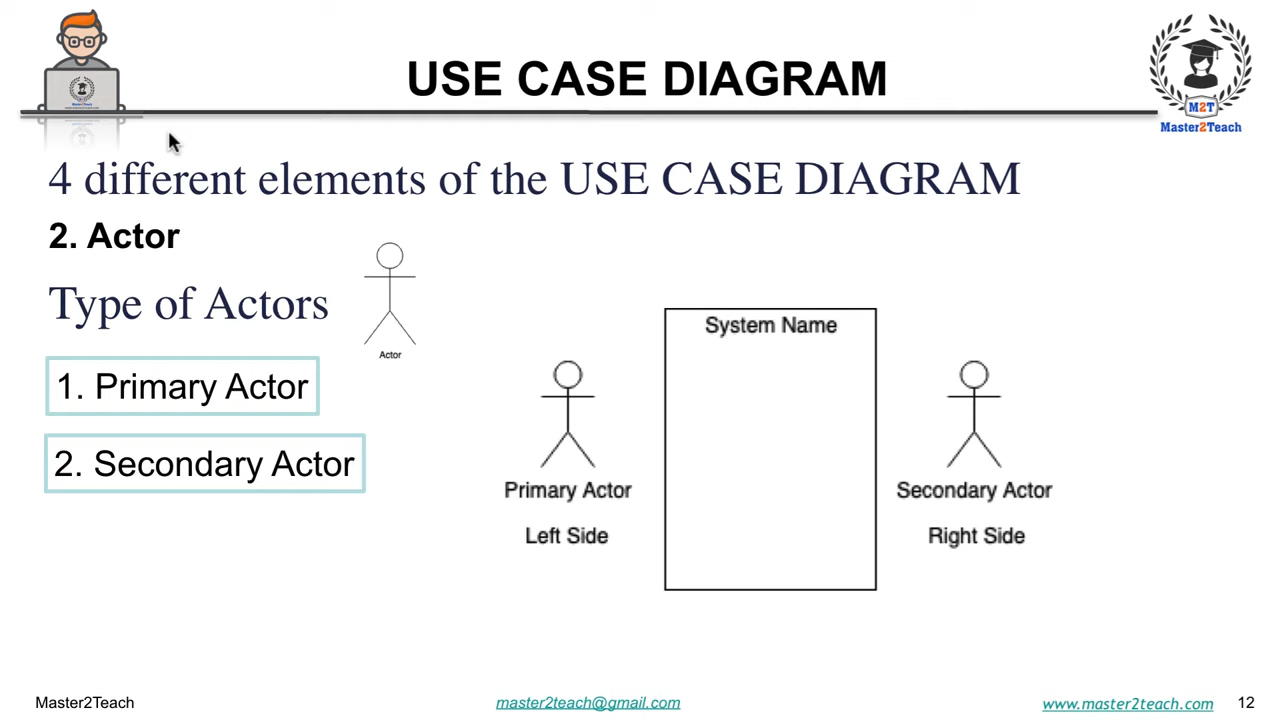 USE CASE DIAGRAM
M2T
Master2Teach
4 different elements of the USE CASE DIAGRAM
2. Actor
Type of Actors
Actor
1. Primary Actor
2. Secondary Actor
System Name
Primary Actor
Left Side
Secondary Actor
Right Side
Master2Teach
master2teach@gmail.com
www.master2teach.com
12